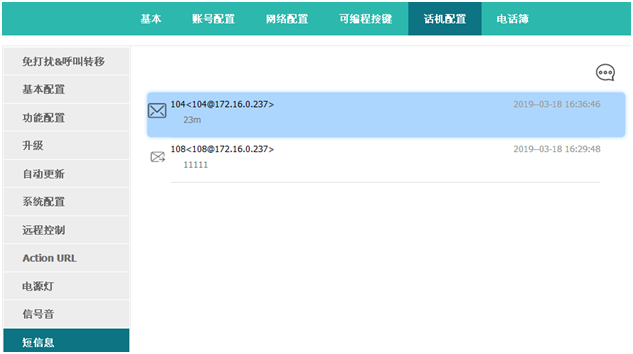 基本 账号配置 网络配置 可编程按键 话机配置 电话簿
免打扰&呼叫转移
基本配置
功能配置
升级
自动更新
系统配置
远程控制
Action URL
电源灯
信号音
短信息
104<104@172.16.0.237> 2019-03-18 16:36:46
23m
108<108@172.16.0.237> 2019-03-18 16:29:48
11111